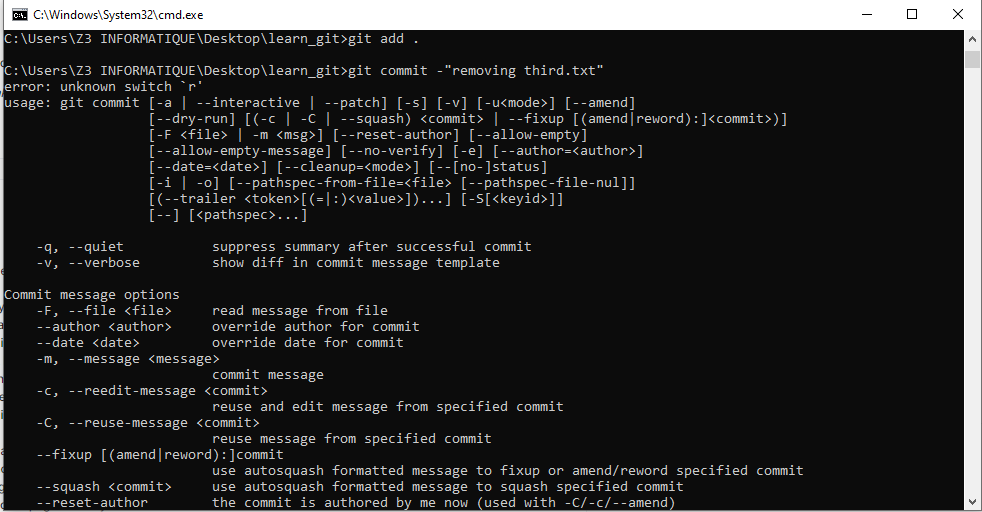 C:\Windows\System32\cmd.exe
C:\Users\Z3 INFORMATIQUE\Desktop\learn_git>git add .
C:\Users\Z3 INFORMATIQUE\Desktop\learn_git>git commit -"removing third.txt"
error: unknown switch `r'
usage: git commit [-a | --interactive | --patch] [-s] [-v] [-u<mode>] [--amend]
[--dry-run] [(-c | -C | --squash) <commit> | --fixup [(amend|reword):]<commit>)]
[-F <file> | -m <msg>] [--reset-author] [--allow-empty]
[--allow-empty-message] [--no-verify] [-e] [--author=<author>]
[--date=<date>] [--cleanup=<mode>] [--[no-]status]
[-i | -o] [--pathspec-from-file=<file> [--pathspec-file-nul]]
[(--trailer <token>[(=|:)<value>])...] [-S[<keyid>]]
[--] [<pathspec>...]
-q, --quiet suppress summary after successful commit
-v, --verbose show diff in commit message template
Commit message options
-F, --file <file> read message from file
--author <author> override author for commit
--date <date> override date for commit
-m, --message <message>
commit message
-c, --reedit-message <commit>
reuse and edit message from specified commit
-C, --reuse-message <commit>
reuse message from specified commit
--fixup [(amend|reword):]commit
use autosquash formatted message to fixup or amend/reword specified commit
--squash <commit> use autosquash formatted message to squash specified commit
--reset-author the commit is authored by me now (used with -C/-c/--amend)